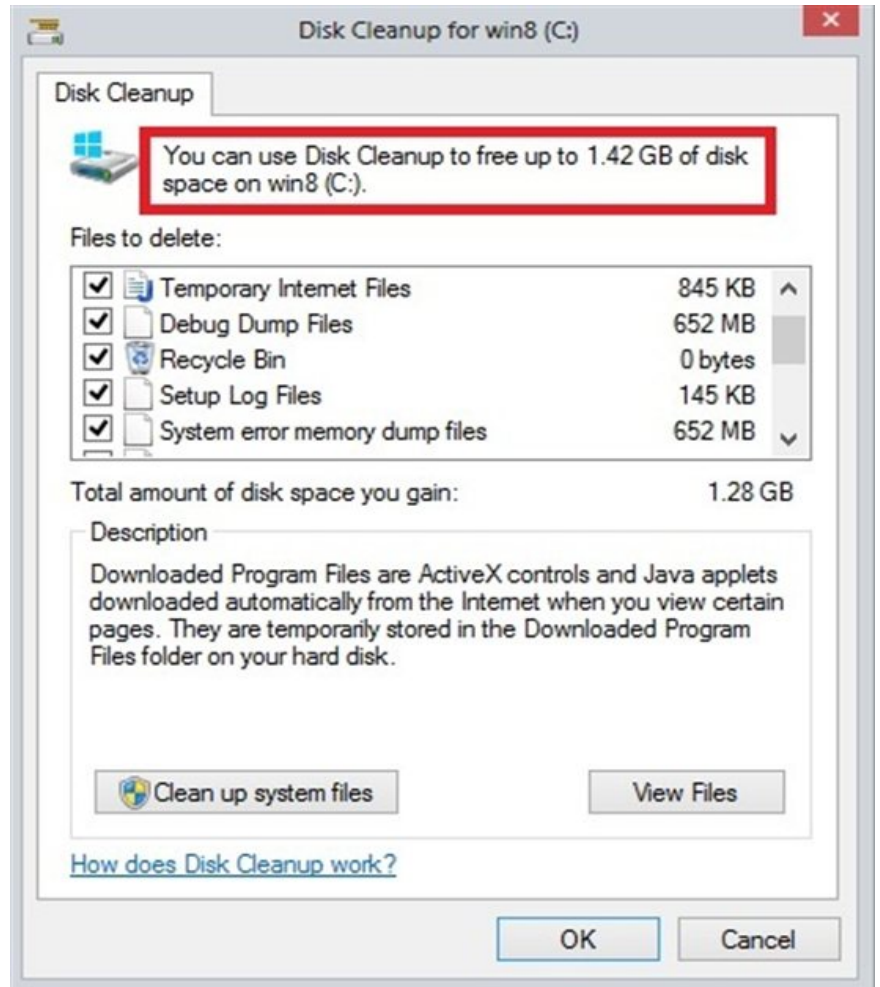 Disk Cleanup for win8 (C:)
Disk Cleanup
You can use Disk Cleanup to free up to 1.42 GB of disk
space on win8 (C:).
Files to delete:
Temporary Internet Files 845 KB
Debug Dump Files 652 MB
Recycle Bin 0 bytes
Setup Log Files 145 KB
System error memory dump files 652 MB
Total amount of disk space you gain: 1.28 GB
Description
Downloaded Program Files are ActiveX controls and Java applets
downloaded automatically from the Internet when you view certain
pages. They are temporarily stored in the Downloaded Program
Files folder on your hard disk.
Clean up system files View Files
How does Disk Cleanup work?
OK Cancel